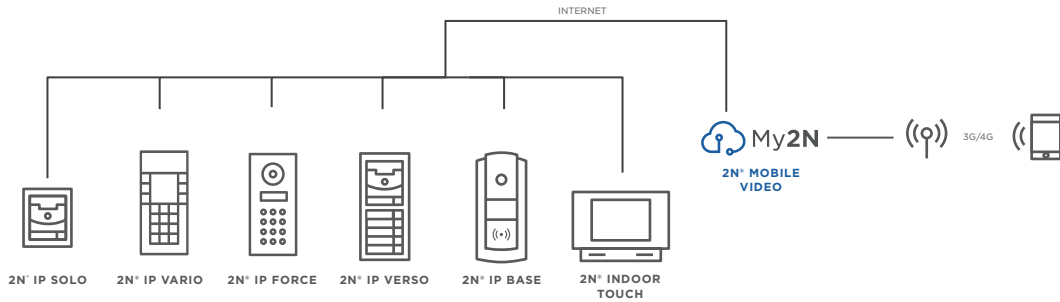 INTERNET
My2N
3G/4G
2N® MOBILE
VIDEO
2N® IP SOLO
2N® IP VARIO
2N® IP FORCE
2N® IP VERSO
2N® IP BASE
2N® INDOOR
TOUCH